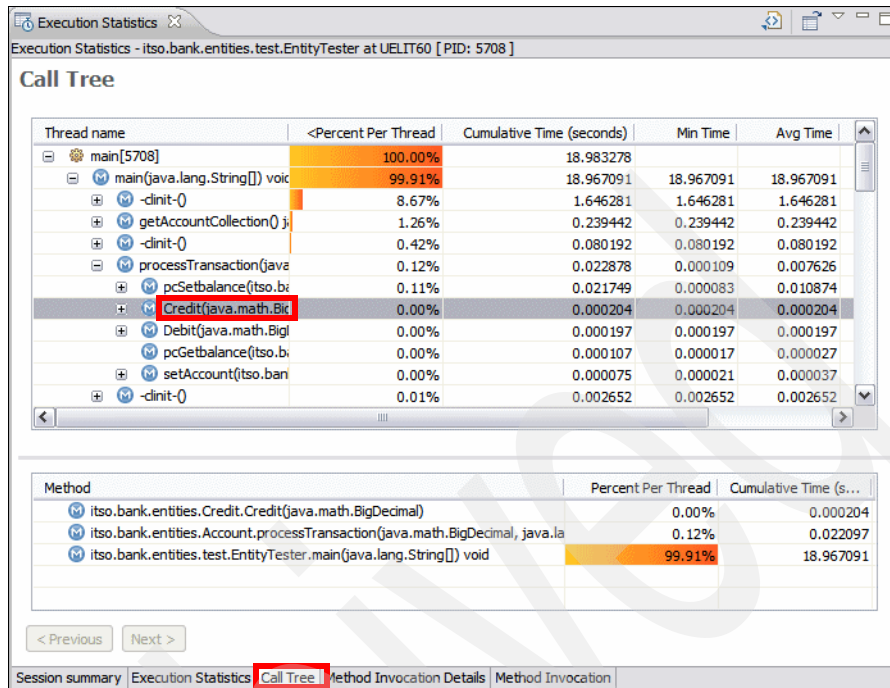 Execution Statistics
Execution Statistics - itso.bank.entities.test.EntityTester at UELIT60 [ PID: 5708 ]
Call Tree
Thread name <Percent Per Thread Cumulative Time (seconds) Min Time Avg Time
main[5708] 100.00% 18.983278
main(java.lang.String[]) void 99.91% 18.967091 18.967091 18.967091
-clinit-() 8.67% 1.646281 1.646281 1.646281
getAccountCollection() ja 1.26% 0.239442 0.239442 0.239442
-clinit-() 0.42% 0.080192 0.080192 0.080192
processTransaction(java 0.12% 0.022878 0.000109 0.007626
pcSetbalance(itso.ba 0.11% 0.021749 0.000083 0.010874
Credit(java.math.Big 0.00% 0.000204 0.000204 0.000204
Debit(java.math.BigI 0.00% 0.000197 0.000197 0.000197
pcGetbalance(itso.ba 0.00% 0.000107 0.000017 0.000027
setAccount(itso.ban 0.00% 0.000075 0.000021 0.000037
-clinit-() 0.01% 0.002652 0.002652 0.002652
Method Percent Per Thread Cumulative Time (s...
itso.bank.entities.Credit.Credit(java.math.BigDecimal) 0.00% 0.000204
itso.bank.entities.Account.processTransaction(java.math.BigDecimal, java.la 0.12% 0.022097
itso.bank.entities.test.EntityTester.main(java.lang.String[]) void 99.91% 18.967091
< Previous Next >
Session summary Execution Statistics Call Tree Method Invocation Details Method Invocation